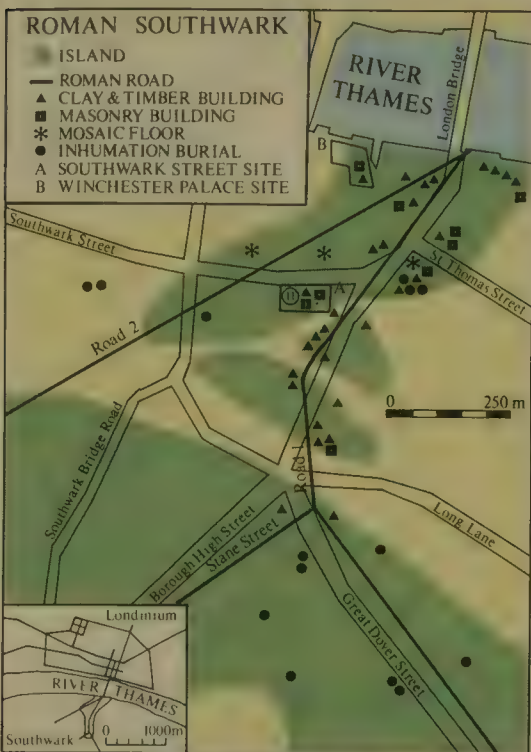 ROMAN SOUTHWARK
ISLAND
ROMAN ROAD
CLAY & TIMBER BUILDING
MASONRY BUILDING
MOSAIC FLOOR
INHUMATION BURIAL
A SOUTHWARK STREET SITE
B WINCHESTER PALACE SITE
RIVER
THAMES
London Bridge
B
Southwark Street
St Thomas Street
11
A
Road 2
0 250 m
Southwark Bridge Road
Road 1
Long Lane
Borough High Street
Stane Street
Great Dover Street
Londinium
RIVER THAMES
Southwark
0 1000m